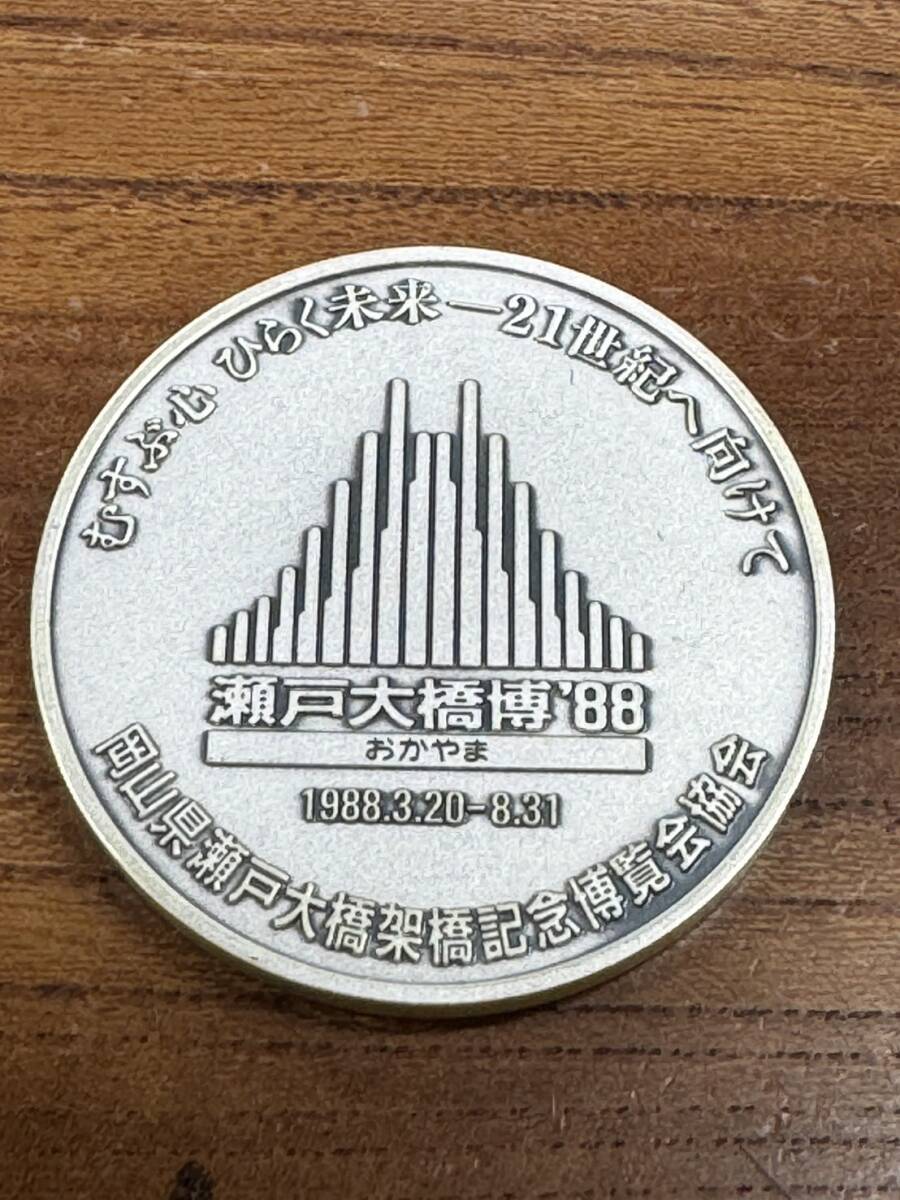 むすぶ心 ひらく未来―21世紀へ向けて
瀬戸大橋博'88
おかやま
1988.3.20-8.31
岡山県瀬戸大橋架橋記念博覧会協会